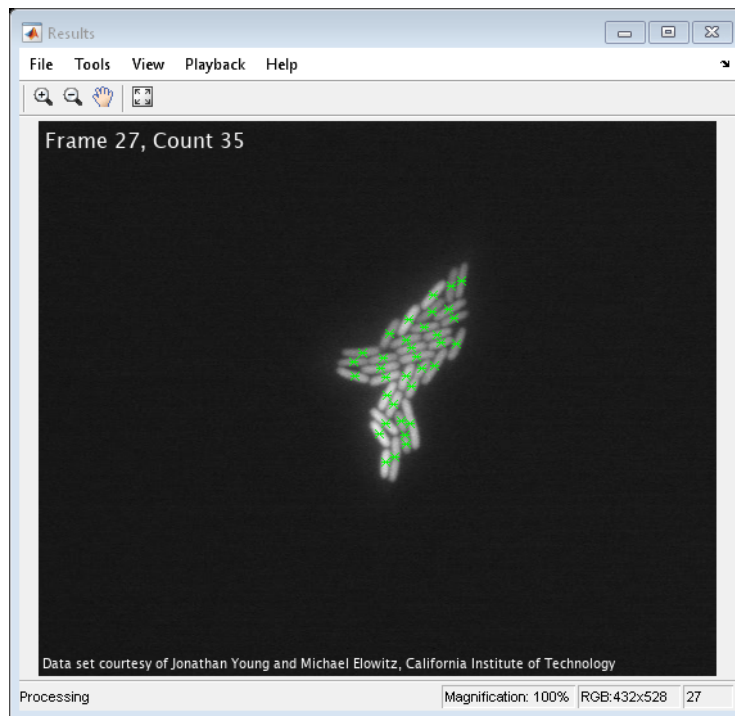 Results
File Tools View Playback Help
Frame 27, Count 35
Data set courtesy of Jonathan Young and Michael Elowitz, California Institute of Technology
Processing Magnification: 100% RGB:432x528 27